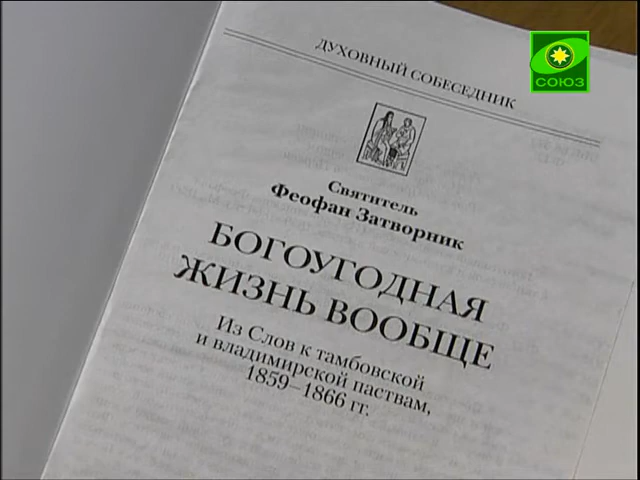 СОЮЗ
ДУХОВНЫЙ СОБЕСЕДНИК
Святитель
Феофан Затворник
БОГОУГОДНАЯ
ЖИЗНЬ ВООБЩЕ
Из Слов к тамбовской
и владимирской паствам,
1859–1866 гг.